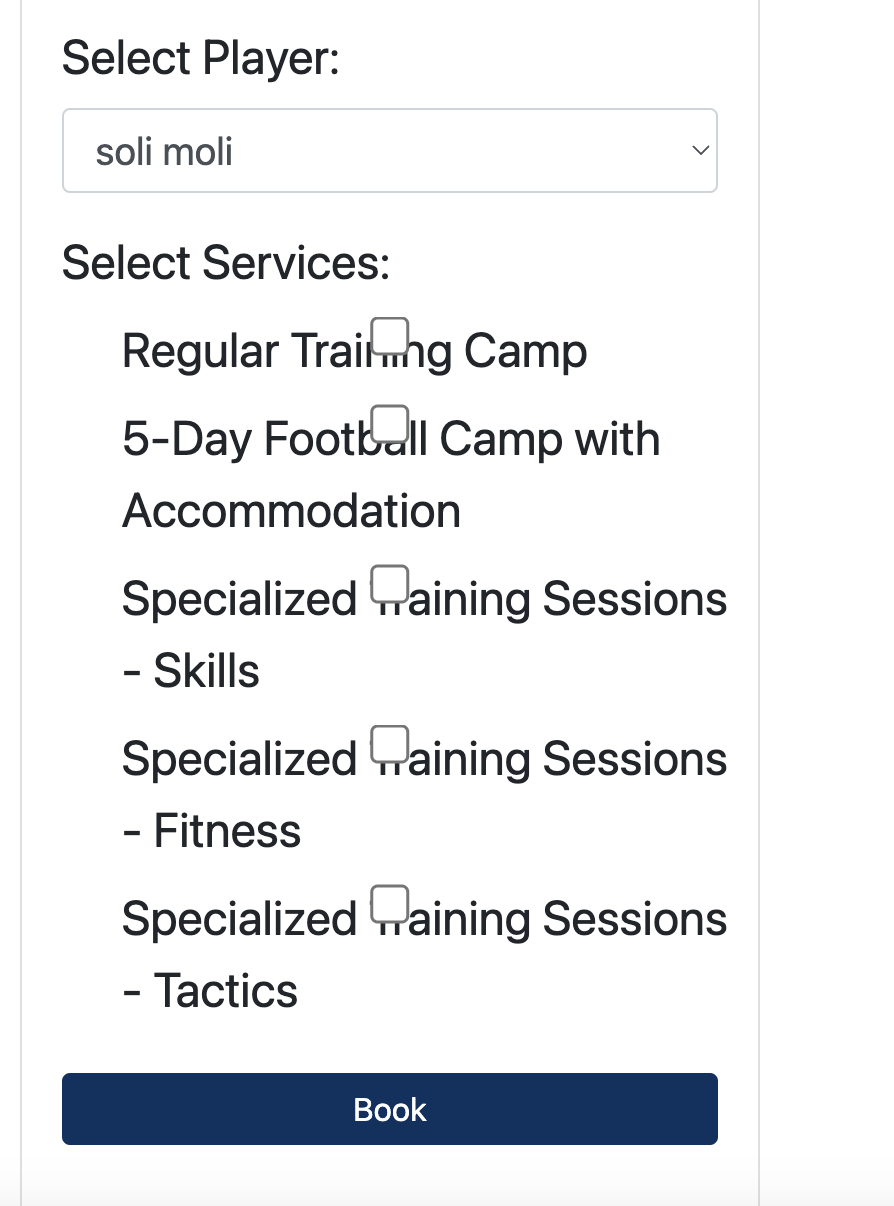 Select Player:
soli moli
Select Services:
Regular Training Camp
5-Day Football Camp with
Accommodation
Specialized Training Sessions
- Skills
Specialized Training Sessions
- Fitness
Specialized Training Sessions
- Tactics
Book